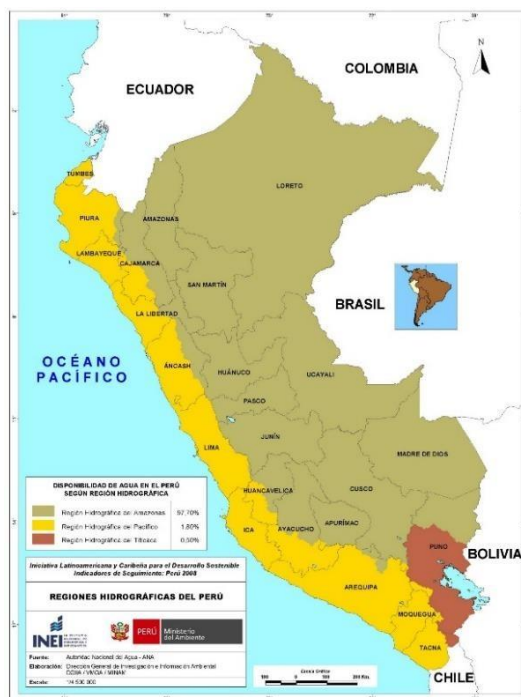 COLOMBIA
N
ECUADOR
TUMBES
LORETO
PIURA
AMAZONAS
LAMBAYEQUE
CAJAMARCA
SAN MARTÍN
BRASIL
LA LIBERTAD
OCÉANO
PACÍFICO
ÁNCASH
HUÁNUCO
UCAYALI
PASCO
JUNÍN
LIMA
MADRE DE DIOS
HUANCAVELICA
CUSCO
ICA
AYACUCHO
APURÍMAC
PUNO
BOLIVIA
AREQUIPA
MOQUEGUA
TACNA
CHILE
DISPONIBILIDAD DE AGUA EN EL PERÚ
SEGÚN REGIÓN HIDROGRÁFICA
Región Hidrográfica del Amazonas 97,70%
Región Hidrográfica del Pacífico 1,80%
Región Hidrográfica del Titicaca 0,50%
Iniciativa Latinoamericana y Caribeña para el Desarrollo Sostenible
Indicadores de Seguimiento: Perú 2008
REGIONES HIDROGRÁFICAS DEL PERÚ
INEI
PERÚ
Ministerio
del Ambiente
Fuente: Autoridad Nacional del Agua - ANA
Elaboración: Dirección General de Investigación e Información Ambiental
Escala: